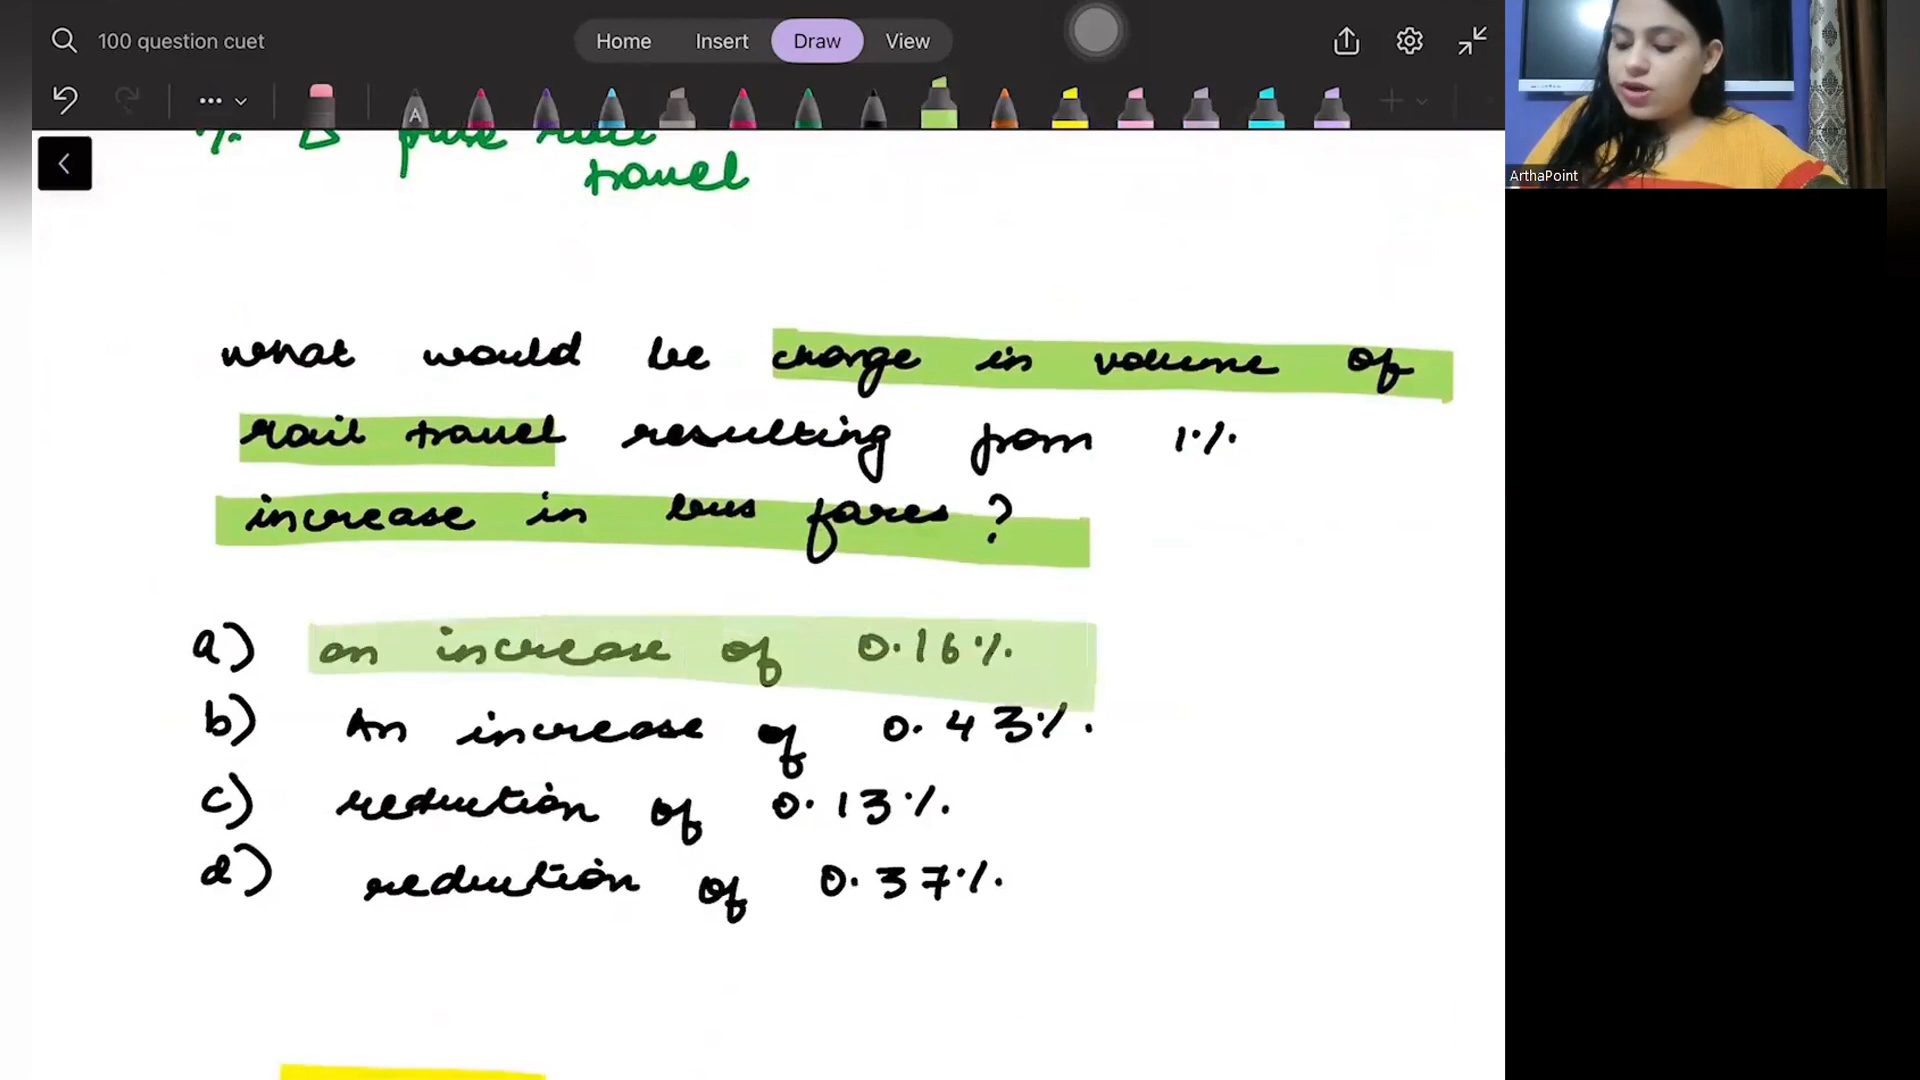 100 question cuet
Home Insert Draw View
A
travel
ArthaPoint
what would be change in volume of
rail travel resulting from 1%
increase in bus fares?
a) an increase of 0.16%.
b) An increase of 0.43%.
c) reduction of 0.13%.
d) reduction of 0.37%.